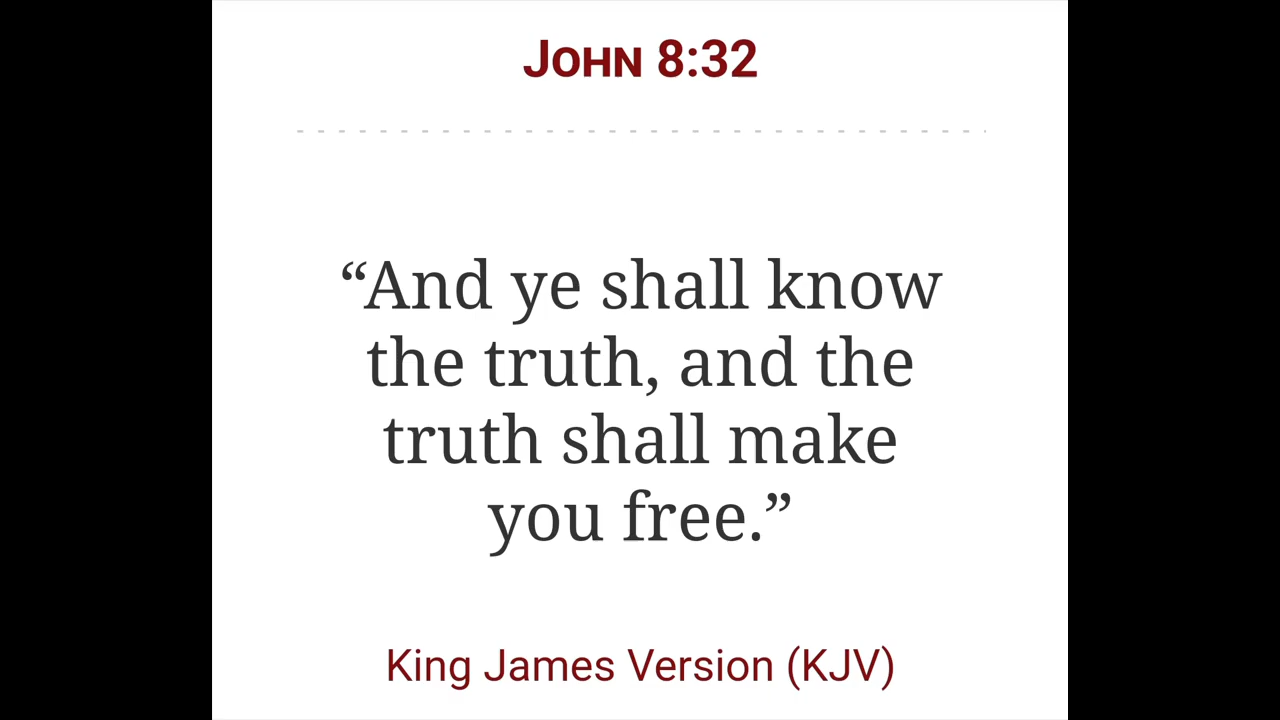 John 8:32
“And ye shall know
the truth, and the
truth shall make
you free.”
King James Version (KJV)